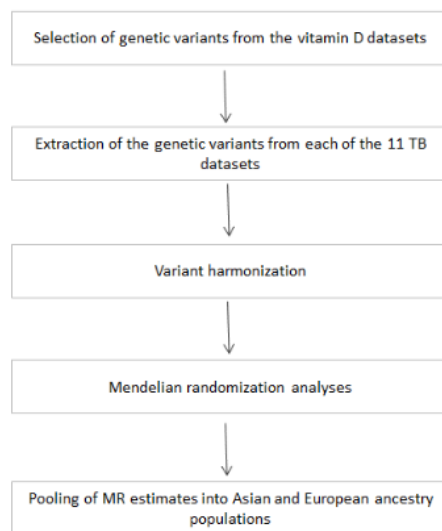 Selection of genetic variants from the vitamin D datasets
Extraction of the genetic variants from each of the 11 TB
datasets
Variant harmonization
Mendelian randomization analyses
Pooling of MR estimates into Asian and European ancestry
populations